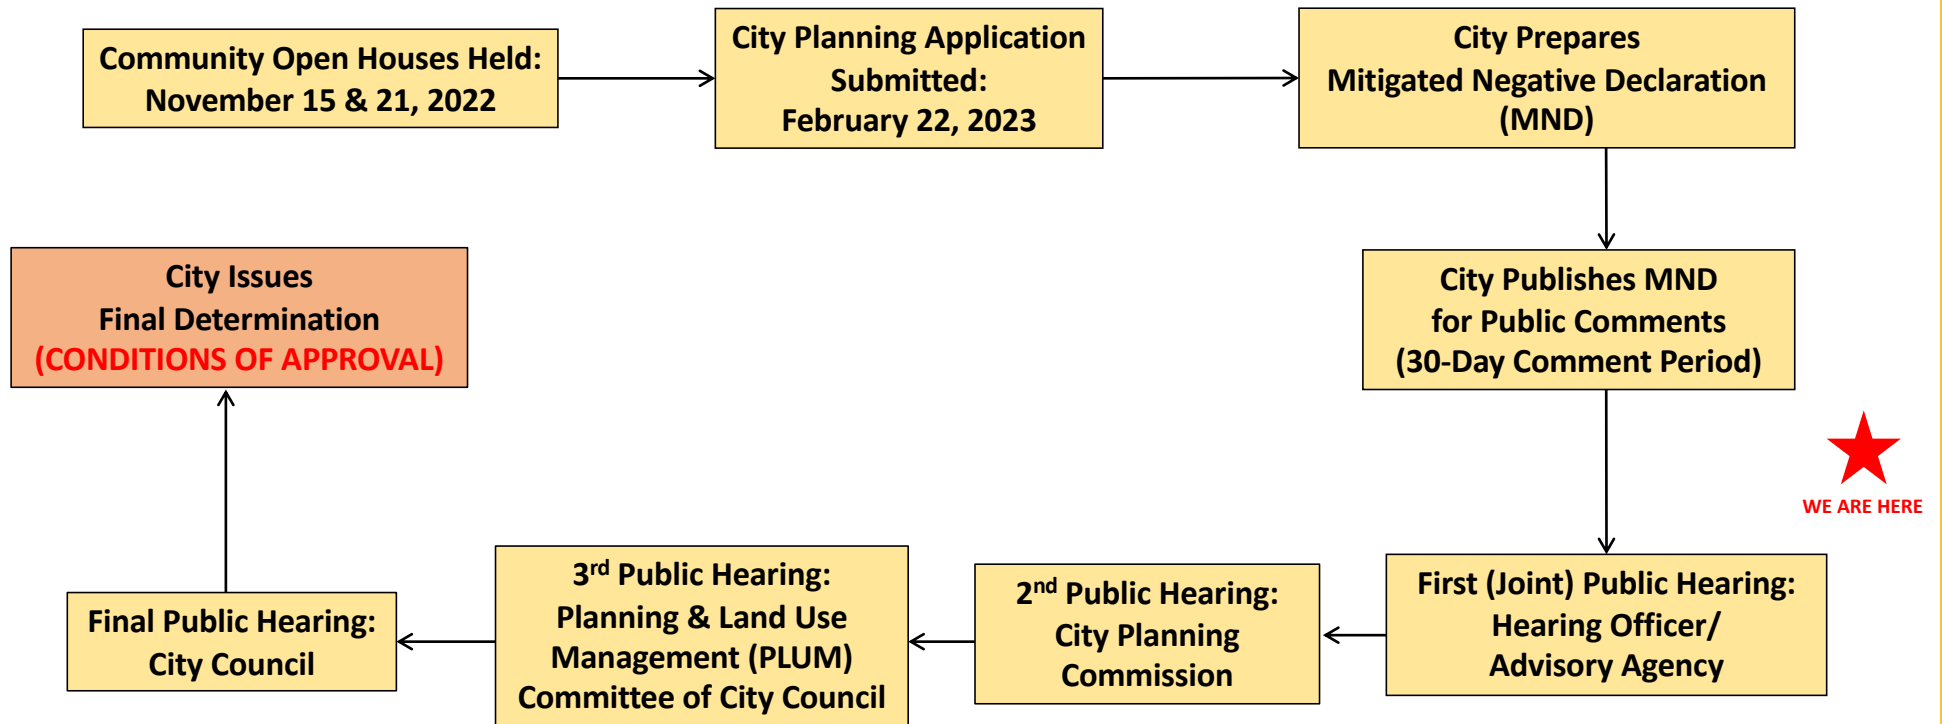 Community Open Houses Held:
November 15 & 21, 2022
City Planning Application
Submitted:
February 22, 2023
City Prepares
Mitigated Negative Declaration
(MND)
City Publishes MND
for Public Comments
(30-Day Comment Period)
WE ARE HERE
First (Joint) Public Hearing:
Hearing Officer/
Advisory Agency
2nd Public Hearing:
City Planning
Commission
3rd Public Hearing:
Planning & Land Use
Management (PLUM)
Committee of City Council
Final Public Hearing:
City Council
City Issues
Final Determination
(CONDITIONS OF APPROVAL)